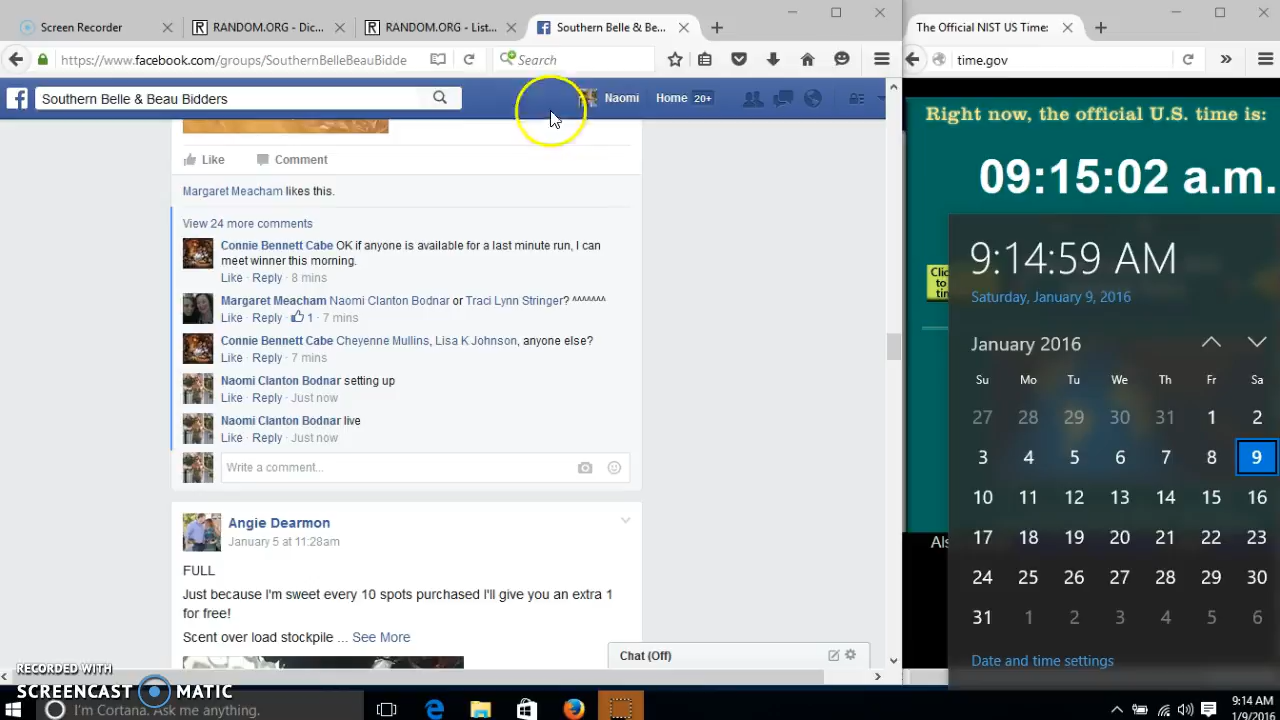 Screen Recorder
RANDOM.ORG - Dic...
RANDOM.ORG - List...
Southern Belle & Be...
The Official NIST US Time:
https://www.facebook.com/groups/SouthernBelleBeauBidde
Search
time.gov
Southern Belle & Beau Bidders
Naomi
Home 20+
Right now, the official U.S. time is:
09:15:02 a.m.
Like Comment
Margaret Meacham likes this.
View 24 more comments
Connie Bennett Cabe OK if anyone is available for a last minute run, I can
meet winner this morning.
Like · Reply · 8 mins
Margaret Meacham Naomi Clanton Bodnar or Traci Lynn Stringer? ^^^^^^^
Like · Reply · 1 · 7 mins
Connie Bennett Cabe Cheyenne Mullins, Lisa K Johnson, anyone else?
Like · Reply · 7 mins
Naomi Clanton Bodnar setting up
Like · Reply · Just now
Naomi Clanton Bodnar live
Like · Reply · Just now
Write a comment...
Angie Dearmon
January 5 at 11:28am
FULL
Just because I'm sweet every 10 spots purchased I'll give you an extra 1
for free!
Scent over load stockpile ... See More
Chat (Off)
Clic
to
tin
Als
9:14:59 AM
Saturday, January 9, 2016
January 2016
Su Mo Tu We Th Fr Sa
27 28 29 30 31 1 2
3 4 5 6 7 8 9
10 11 12 13 14 15 16
17 18 19 20 21 22 23
24 25 26 27 28 29 30
31 1 2 3 4 5 6
Date and time settings
RECORDED WITH
SCREENCAST MATIC
I'm Cortana. Ask me anything.
9:14 AM
1/9/2016